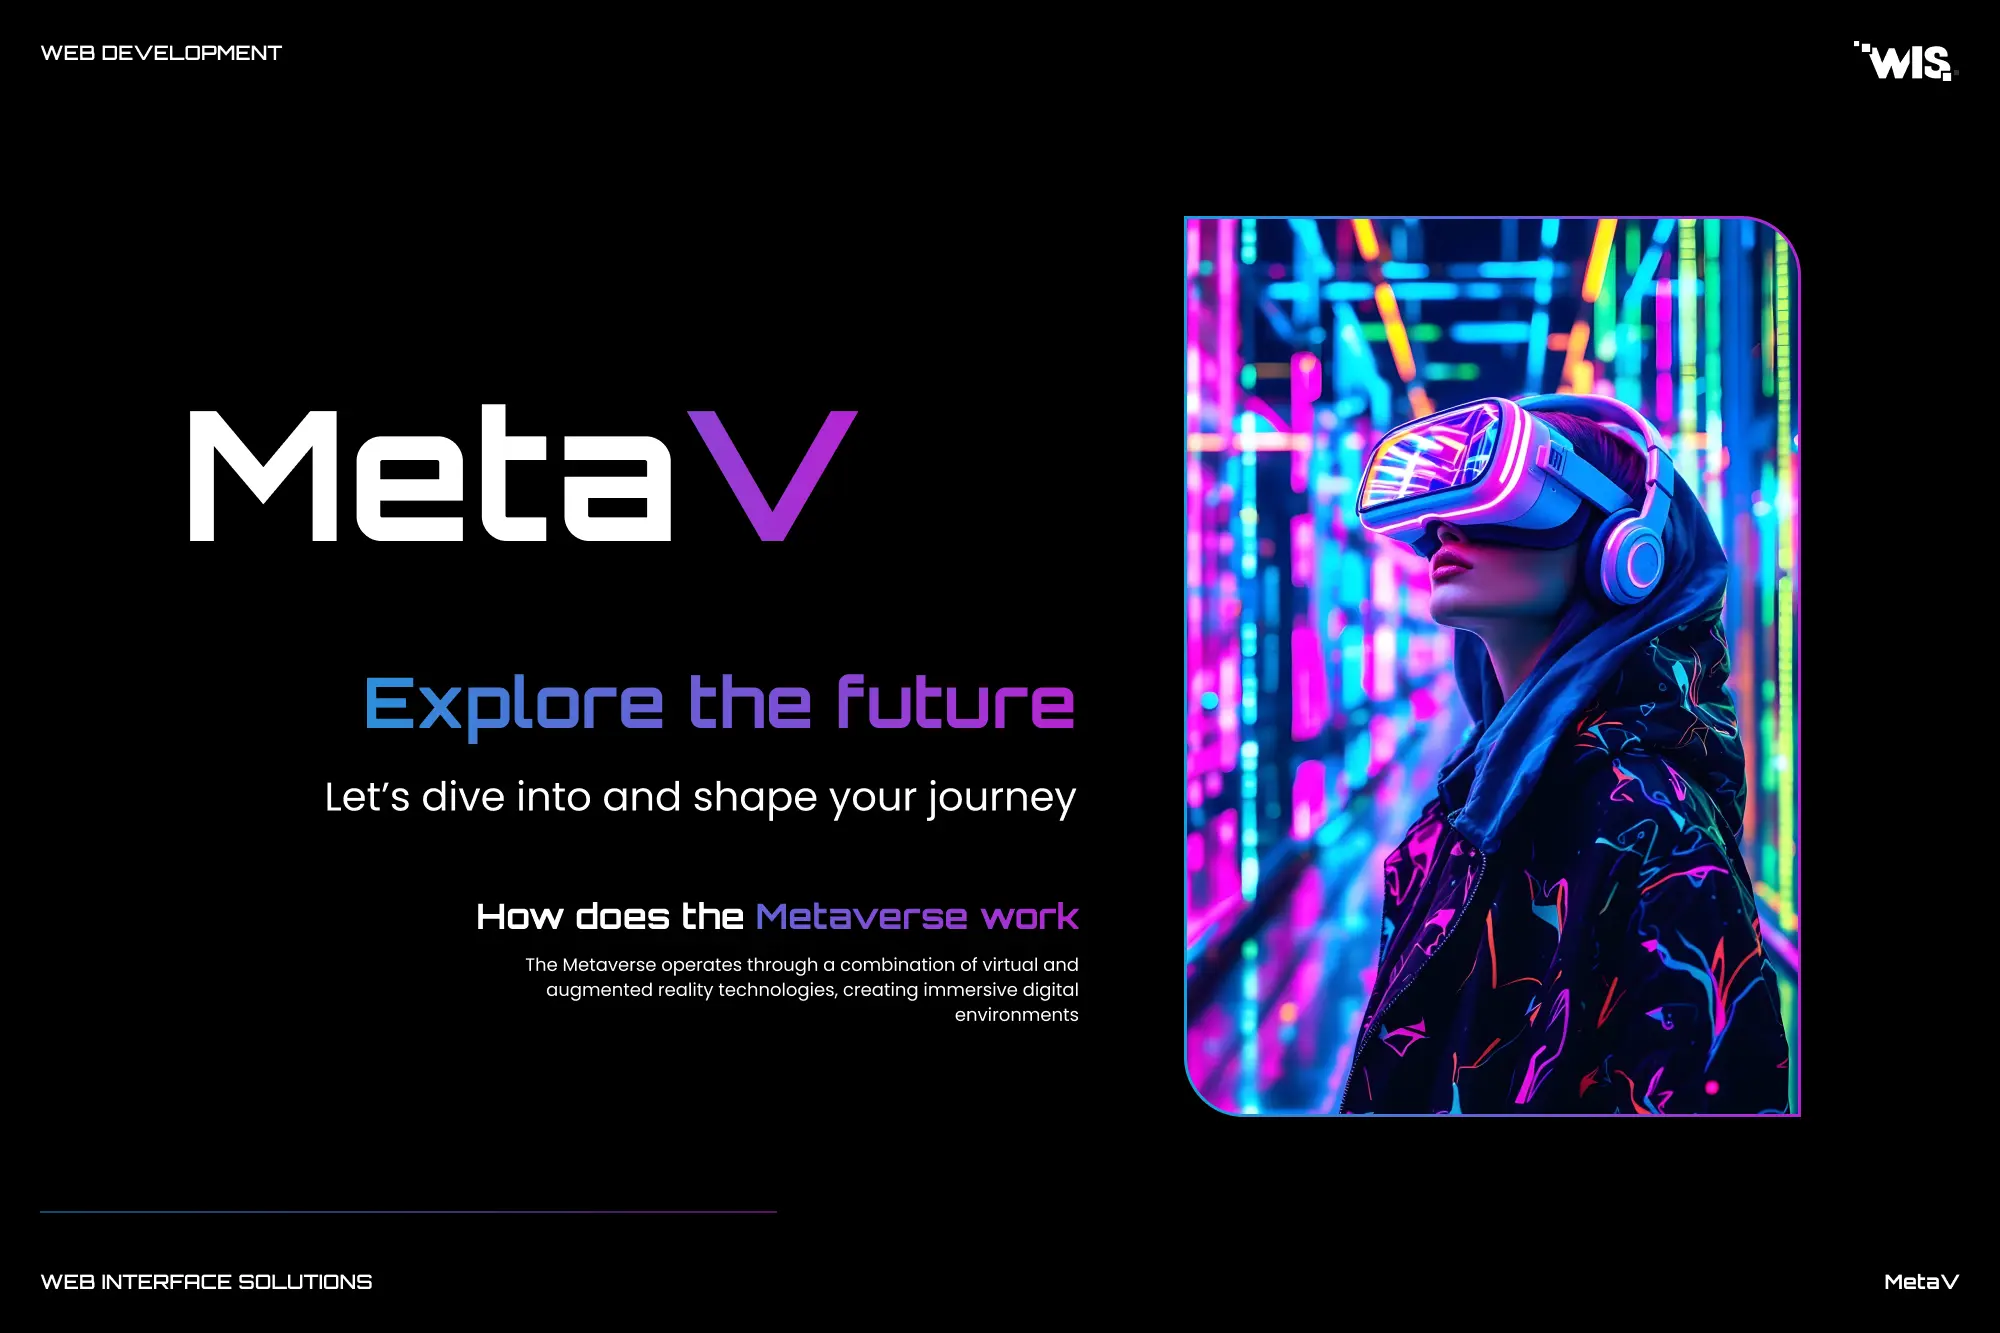 WEB DEVELOPMENT
WIS
MetaV
Explore the future
Let’s dive into and shape your journey
How does the Metaverse work
The Metaverse operates through a combination of virtual and
augmented reality technologies, creating immersive digital
environments
WEB INTERFACE SOLUTIONS
MetaV